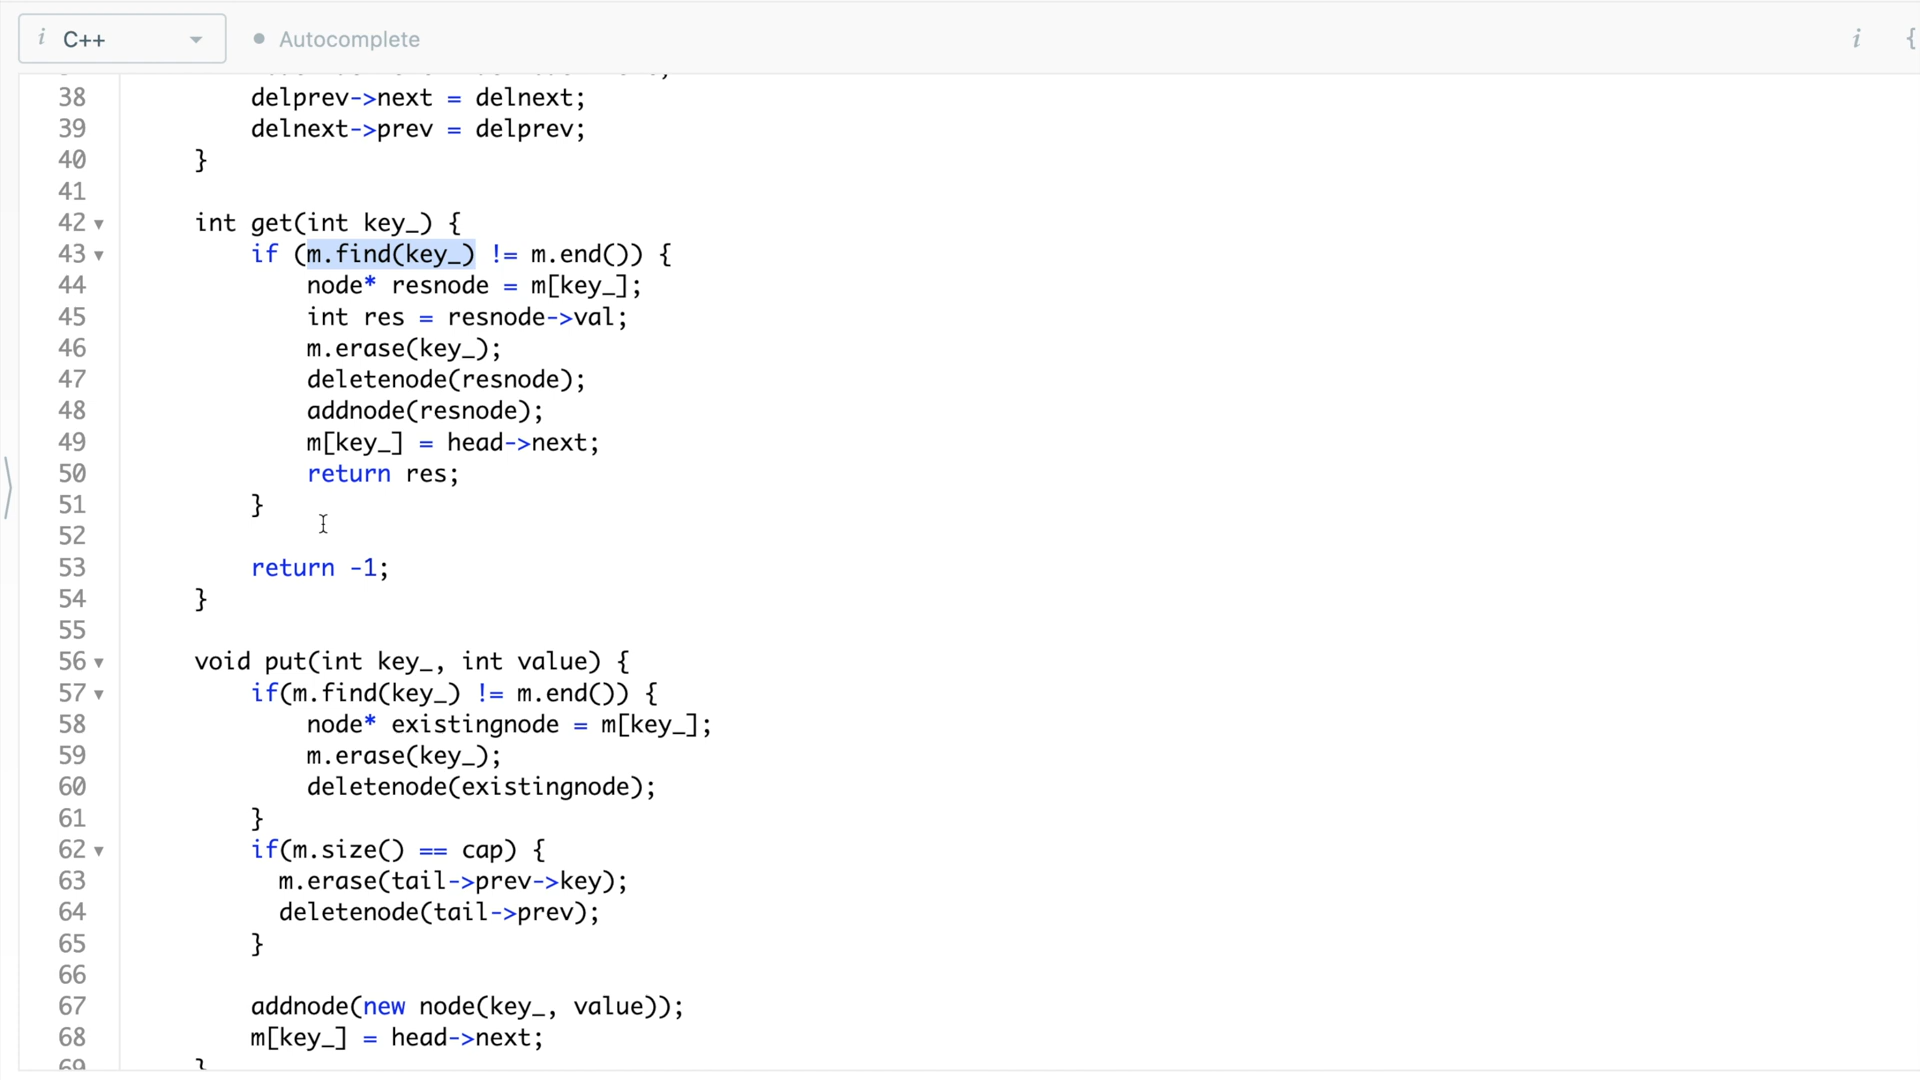 i C++ Autocomplete i {
38 delprev->next = delnext;
39 delnext->prev = delprev;
40 }
41
42 int get(int key_) {
43 if (m.find(key_) != m.end()) {
44 node* resnode = m[key_];
45 int res = resnode->val;
46 m.erase(key_);
47 deletenode(resnode);
48 addnode(resnode);
49 m[key_] = head->next;
50 return res;
51 }
52
53 return -1;
54 }
55
56 void put(int key_, int value) {
57 if(m.find(key_) != m.end()) {
58 node* existingnode = m[key_];
59 m.erase(key_);
60 deletenode(existingnode);
61 }
62 if(m.size() == cap) {
63 m.erase(tail->prev->key);
64 deletenode(tail->prev);
65 }
66
67 addnode(new node(key_, value));
68 m[key_] = head->next;
69 }